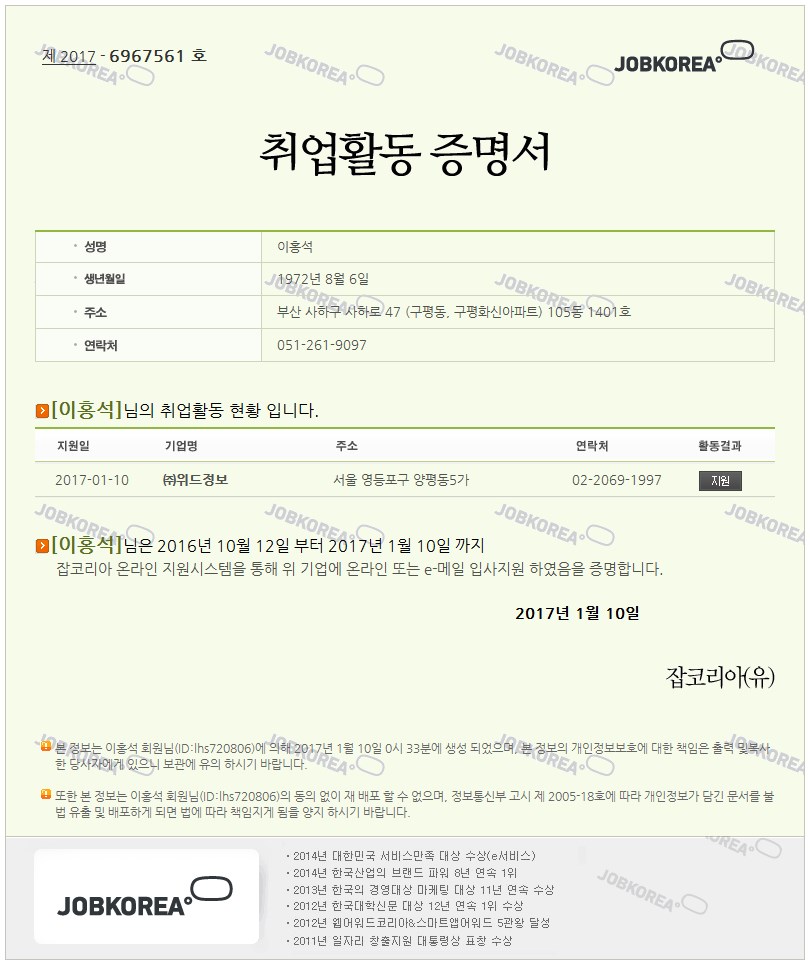 제 2017 - 6967561 호
JOBKOREA
취업활동 증명서
성명 이홍석
생년월일 1972년 8월 6일
주소 부산 사하구 사하로 47 (구평동, 구평화신아파트) 105동 1401호
연락처 051-261-9097
[이홍석]님의 취업활동 현황 입니다.
지원일 기업명 주소 연락처 활동결과
2017-01-10 ㈜위드정보 서울 영등포구 양평동5가 02-2069-1997 지원
[이홍석]님은 2016년 10월 12일 부터 2017년 1월 10일 까지
잡코리아 온라인 지원시스템을 통해 위 기업에 온라인 또는 e-메일 입사지원 하였음을 증명합니다.
2017년 1월 10일
잡코리아(유)
본 정보는 이홍석 회원님(ID:lhs720806)에 의해 2017년 1월 10일 0시 33분에 생성 되었으며, 본 정보의 개인정보보호에 대한 책임은 출력 및복사
한 당사자에게 있으니 보관에 유의 하시기 바랍니다.
또한 본 정보는 이홍석 회원님(ID:lhs720806)의 동의 없이 재 배포 할 수 없으며, 정보통신부 고시 제 2005-18호에 따라 개인정보가 담긴 문서를 불
법 유출 및 배포하게 되면 법에 따라 책임지게 됨을 양지 하시기 바랍니다.
JOBKOREA
· 2014년 대한민국 서비스만족 대상 수상(e서비스)
· 2014년 한국산업의 브랜드 파워 8년 연속 1위
· 2013년 한국의 경영대상 마케팅 대상 11년 연속 수상
· 2012년 한국대학신문 대상 12년 연속 1위 수상
· 2012년 웹어워드코리아&스마트앱어워드 5관왕 달성
· 2011년 일자리 창출지원 대통령상 표창 수상